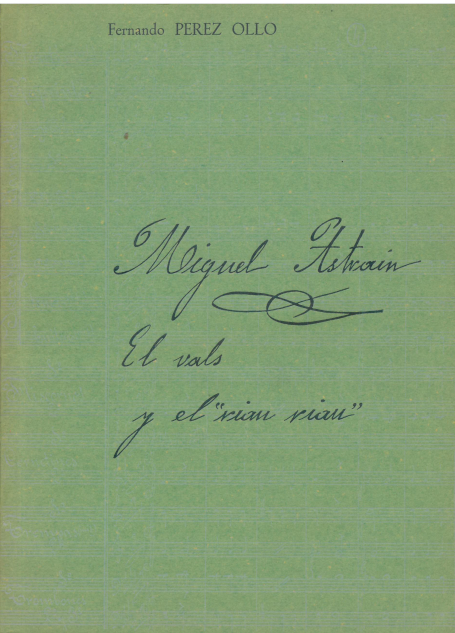 Fernando PEREZ OLLO
Miguel Astrain
El vals
y el "riau riau"